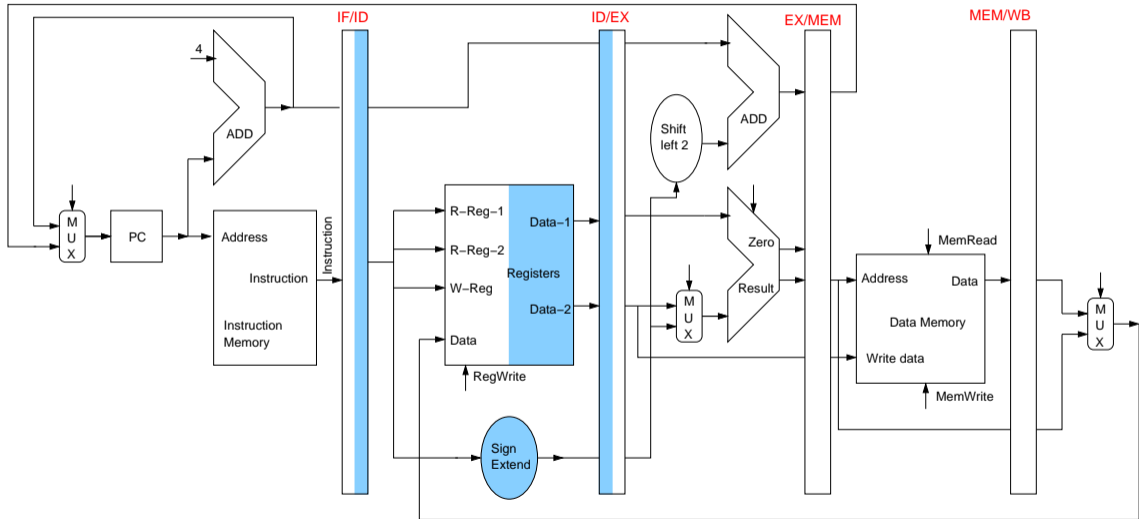 IF/ID
ID/EX
EX/MEM
MEM/WB
4
ADD
ADD
Shift
left 2
M
U
X
PC
Address
Instruction
Instruction
Memory
Instruction
R-Reg-1
R-Reg-2
W-Reg
Data
Data-1
Registers
Data-2
RegWrite
Sign
Extend
M
U
X
Zero
Result
MemRead
Address
Data
Data Memory
Write data
MemWrite
M
U
X